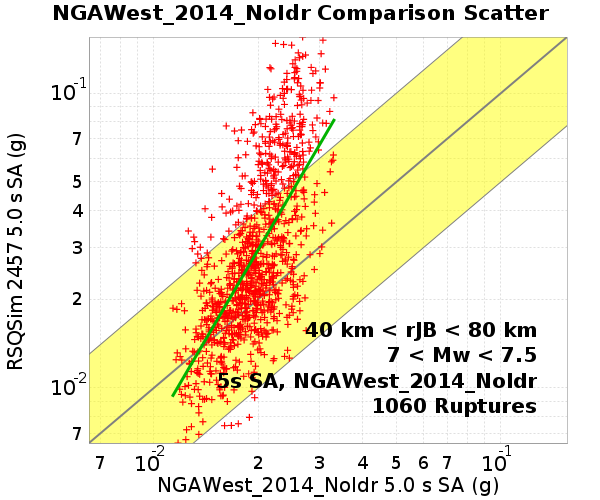 NGAWest_2014_NoIdr Comparison Scatter
RSQSim 2457 5.0 s SA (g)
10⁻¹
7
5
4
3
2
10⁻²
7
40 km < rJB < 80 km
7 < Mw < 7.5
5s SA, NGAWest_2014_NoIdr
1060 Ruptures
7 10⁻² 2 3 4 5 6 7 10⁻¹
NGAWest_2014_NoIdr 5.0 s SA (g)